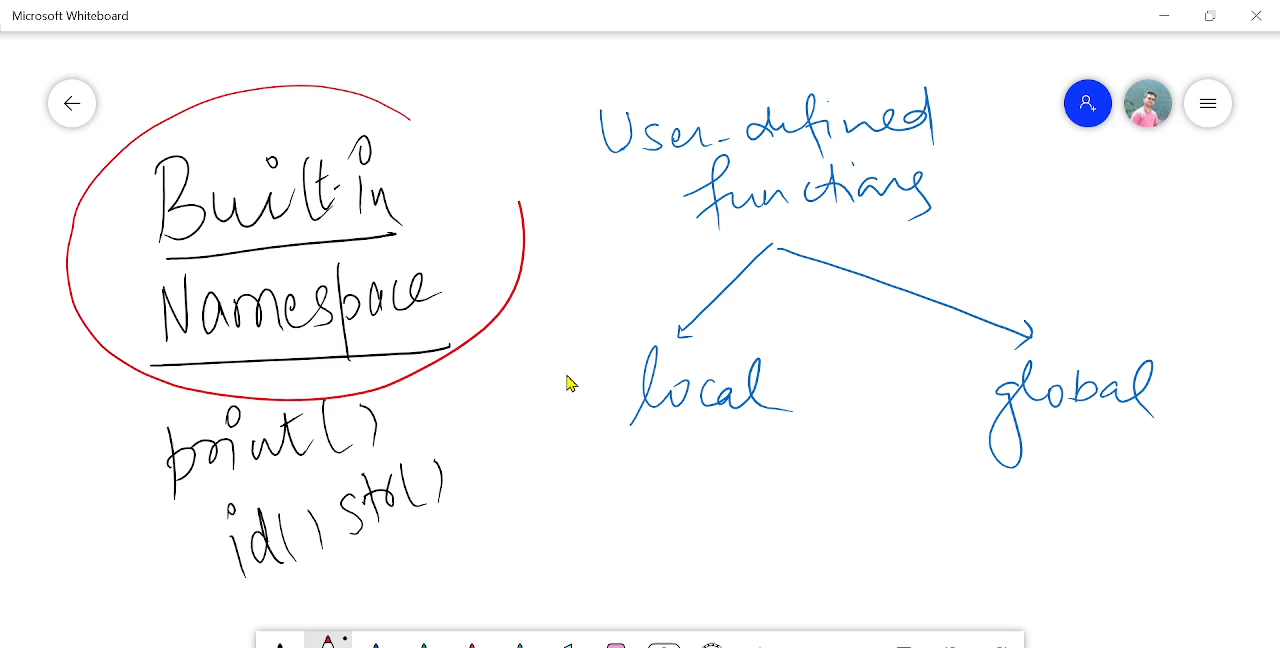 Microsoft Whiteboard
Built-in
Namespace
print()
id() str()
User-defined
functions
local
global